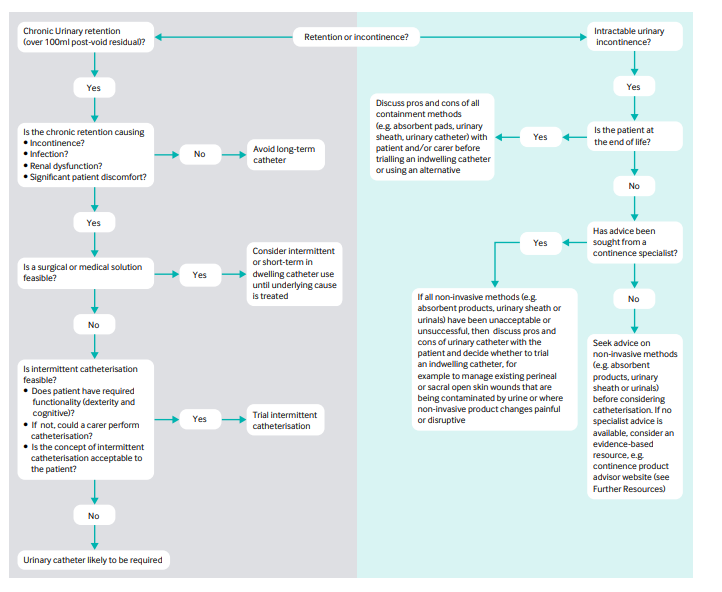 Retention or incontinence?
Chronic Urinary retention
(over 100ml post-void residual)?
Yes
Is the chronic retention causing
• Incontinence?
• Infection?
• Renal dysfunction?
• Significant patient discomfort?
No
Avoid long-term
catheter
Yes
Is a surgical or medical solution
feasible?
Yes
Consider intermittent
or short-term in
dwelling catheter use
until underlying cause
is treated
No
Is intermittent catheterisation
feasible?
• Does patient have required
functionality (dexterity and
cognitive)?
• If not, could a carer perform
catheterisation?
• Is the concept of intermittent
catheterisation acceptable to
the patient?
Yes
Trial intermittent
catheterisation
No
Urinary catheter likely to be required
Intractable urinary
incontinence?
Yes
Is the patient at
the end of life?
Yes
Discuss pros and cons of all
containment methods
(e.g. absorbent pads, urinary
sheath, urinary catheter) with
patient and/or carer before
trialling an indwelling catheter
or using an alternative
No
Has advice been
sought from a
continence specialist?
Yes
If all non-invasive methods (e.g.
absorbent products, urinary sheath or
urinals) have been unacceptable or
unsuccessful, then discuss pros and
cons of urinary catheter with the
patient and decide whether to trial
an indwelling catheter, for
example to manage existing perineal
or sacral open skin wounds that are
being contaminated by urine or where
non-invasive product changes painful
or disruptive
No
Seek advice on
non-invasive methods
(e.g. absorbent
products, urinary
sheath or urinals)
before considering
catheterisation. If no
specialist advice is
available, consider an
evidence-based
resource, e.g.
continence product
advisor website (see
Further Resources)